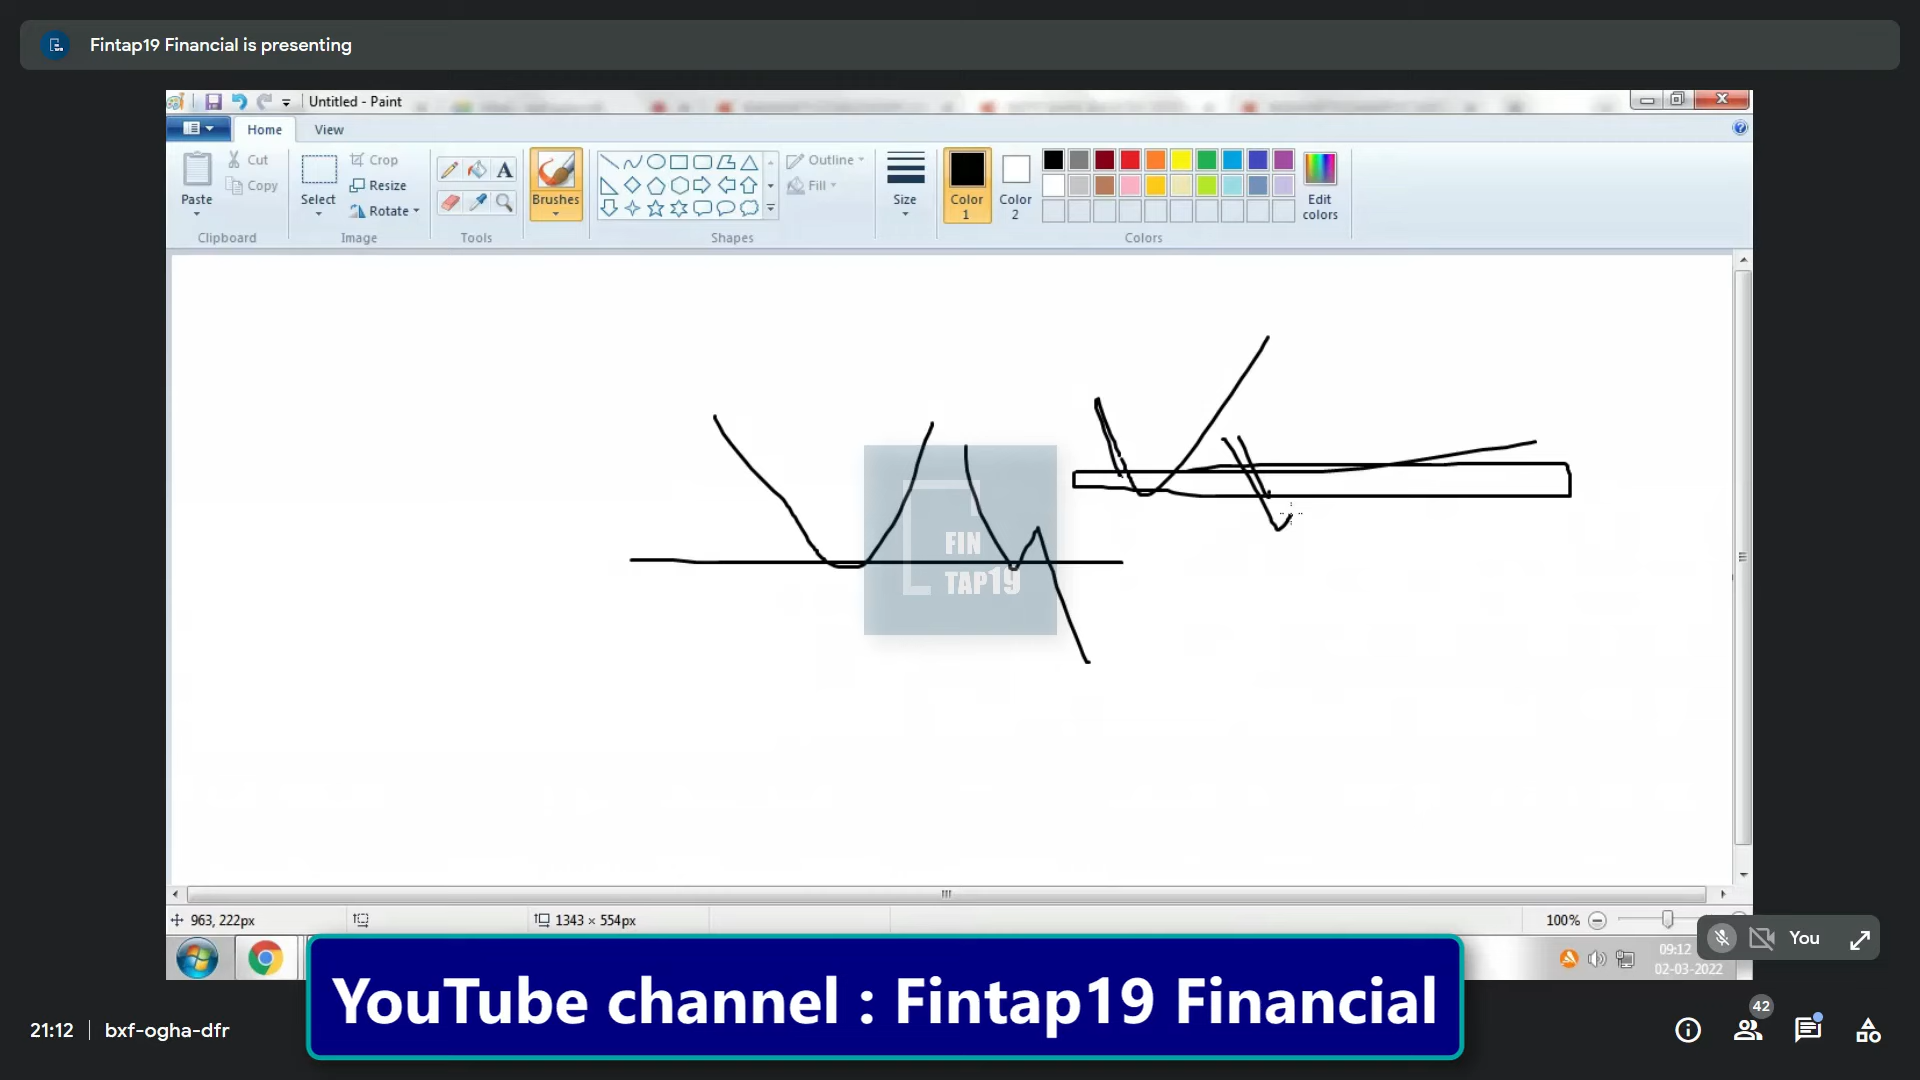 Fintap19 Financial is presenting
Untitled - Paint
Home
View
Paste
Cut
Copy
Clipboard
Select
Crop
Resize
Rotate
Image
A
Tools
Brushes
Outline
Fill
Shapes
Size
Color 1
Color 2
Edit colors
Colors
FIN
TAP19
963, 222px
1343 × 554px
100%
09:12
02-03-2022
You
YouTube channel : Fintap19 Financial
21:12
bxf-ogha-dfr
42